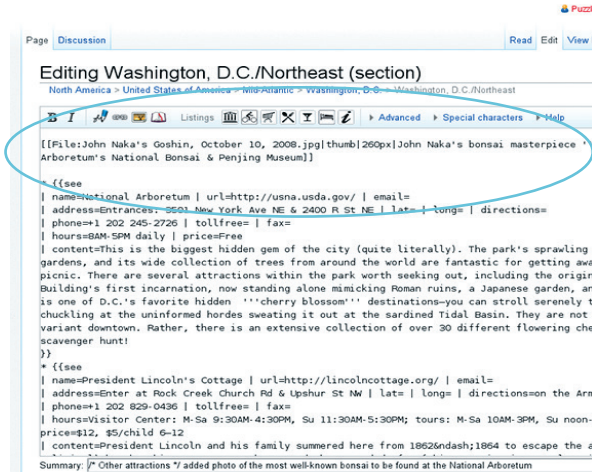 Puzzl
Page Discussion Read Edit View
Editing Washington, D.C./Northeast (section)
North America > United States of America > Mid-Atlantic > Washington, D.C. > Washington, D.C./Northeast
B I Listings Advanced Special characters Help
[[File:John Naka's Goshin, October 10, 2008.jpg|thumb|260px|John Naka's bonsai masterpiece '
Arboretum's National Bonsai & Penjing Museum]]
* {{see
| name=National Arboretum | url=http://usna.usda.gov/ | email=
| address=Entrances: 3501 New York Ave NE & 2400 R St NE | lat= | long= | directions=
| phone=+1 202 245-2726 | tollfree= | fax=
| hours=8AM-5PM daily | price=Free
| content=This is the biggest hidden gem of the city (quite literally). The park's sprawling
gardens, and its wide collection of trees from around the world are fantastic for getting awa
picnic. There are several attractions within the park worth seeking out, including the origin
Building's first incarnation, now standing alone mimicking Roman ruins, a Japanese garden, an
is one of D.C.'s favorite hidden '''cherry blossom''' destinations—you can stroll serenely t
chuckling at the uninformed hordes sweating it out at the sardined Tidal Basin. They are not
variant downtown. Rather, there is an extensive collection of over 30 different flowering che
scavenger hunt!
}}
* {{see
| name=President Lincoln's Cottage | url=http://lincolncottage.org/ | email=
| address=Enter at Rock Creek Church Rd & Upshur St NW | lat= | long= | directions=on the Arm
| phone=+1 202 829-0436 | tollfree= | fax=
| hours=Visitor Center: M-Sa 9:30AM-4:30PM, Su 11:30AM-5:30PM; tours: M-Sa 10AM-3PM, Su noon-
price=$12, $5/child 6–12
| content=President Lincoln and his family summered here from 1862&ndash;1864 to escape the a
Summary: /* Other attractions */ added photo of the most well-known bonsai to be found at the National Arboretum